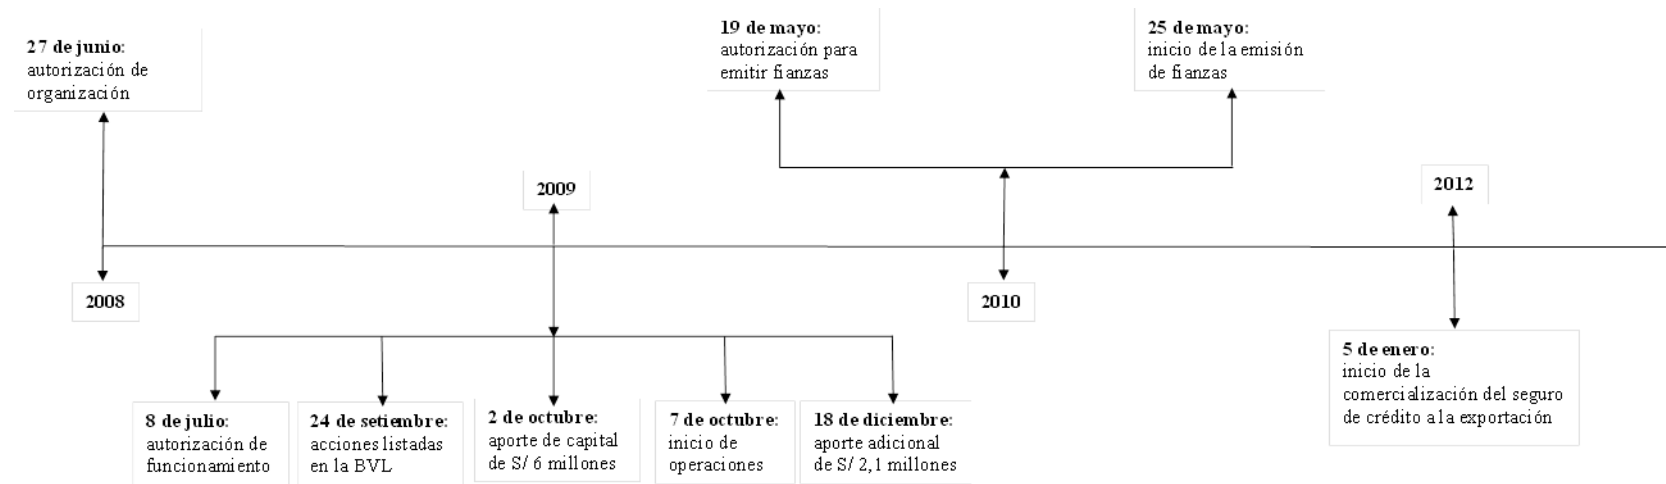 27 de junio:
autorización de
organización
19 de mayo:
autorización para
emitir fianzas
25 de mayo:
inicio de la emisión
de fianzas
2009
2012
2008
2010
8 de julio:
autorización de
funcionamiento
24 de setiembre:
acciones listadas
en la BVL
2 de octubre:
aporte de capital
de S/ 6 millones
7 de octubre:
inicio de
operaciones
18 de diciembre:
aporte adicional
de S/ 2,1 millones
5 de enero:
inicio de la
comercialización del seguro
de crédito a la exportación